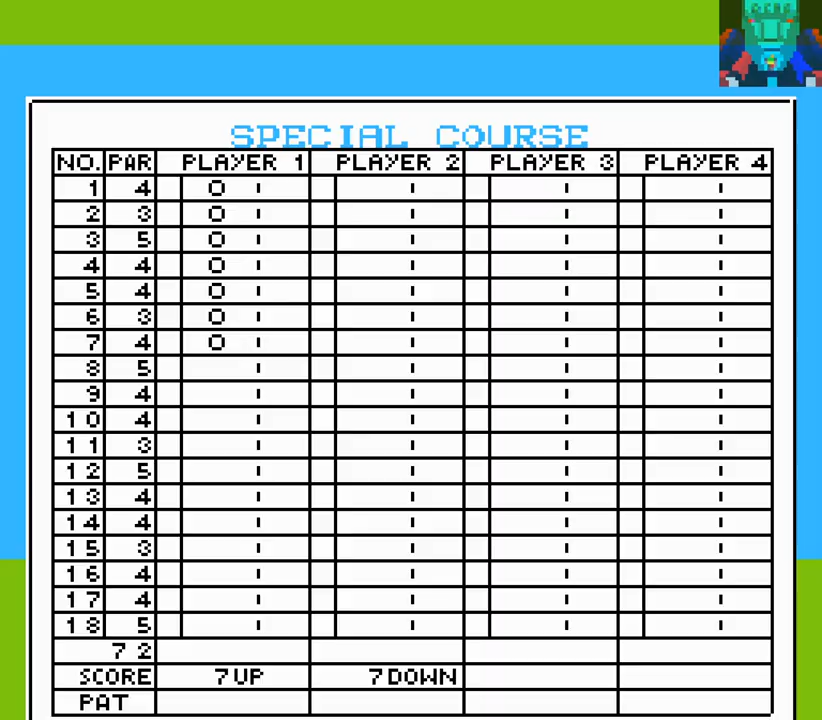 SPECIAL COURSE
NO. PAR PLAYER 1 PLAYER 2 PLAYER 3 PLAYER 4
1 4 O
2 3 O
3 5 O
4 4 O
5 4 O
6 3 O
7 4 O
8 5
9 4
10 4
11 3
12 5
13 4
14 4
15 3
16 4
17 4
18 5
72
SCORE 7UP 7DOWN
PAT